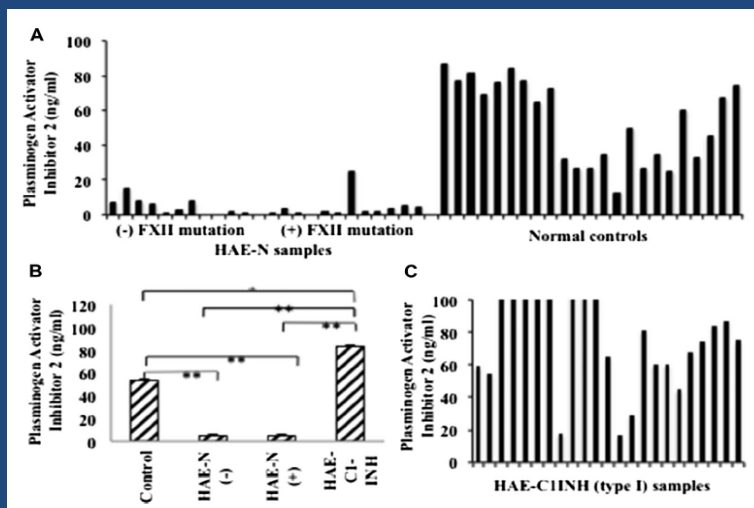 A
Plasminogen Activator
Inhibitor 2 (ng/ml)
100
80
60
40
20
0
(-) FXII mutation
(+) FXII mutation
HAE-N samples
Normal controls
B
Plasminogen Activator
Inhibitor 2 (ng/ml)
120
100
80
60
40
20
0
**
**
**
**
Control
HAE-N
(-)
HAE-N
(+)
HAE-
C1-
INH
C
Plasminogen Activator
Inhibitor 2 (ng/ml)
100
80
60
40
20
0
HAE-C1INH (type I) samples